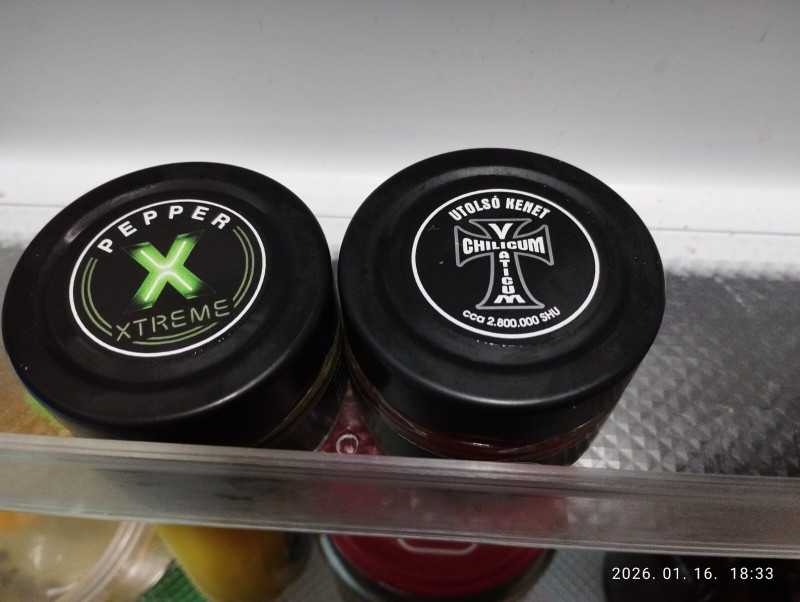 PEPPER
X
XTREME
UTOLSÓ KENET
CHILICUM
VIATICUM
cca 2.800.000 SHU
2026. 01. 16. 18:33